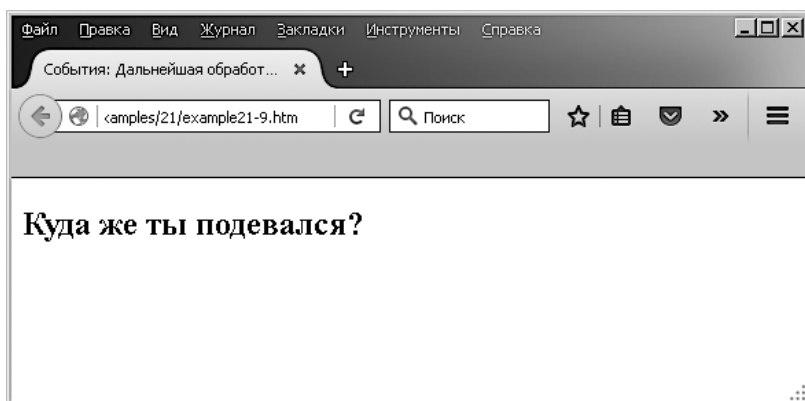 Файл Правка Вид Журнал Закладки Инструменты Справка
События: Дальнейшая обработ...
amples/21/example21-9.htm Поиск
Куда же ты подевался?